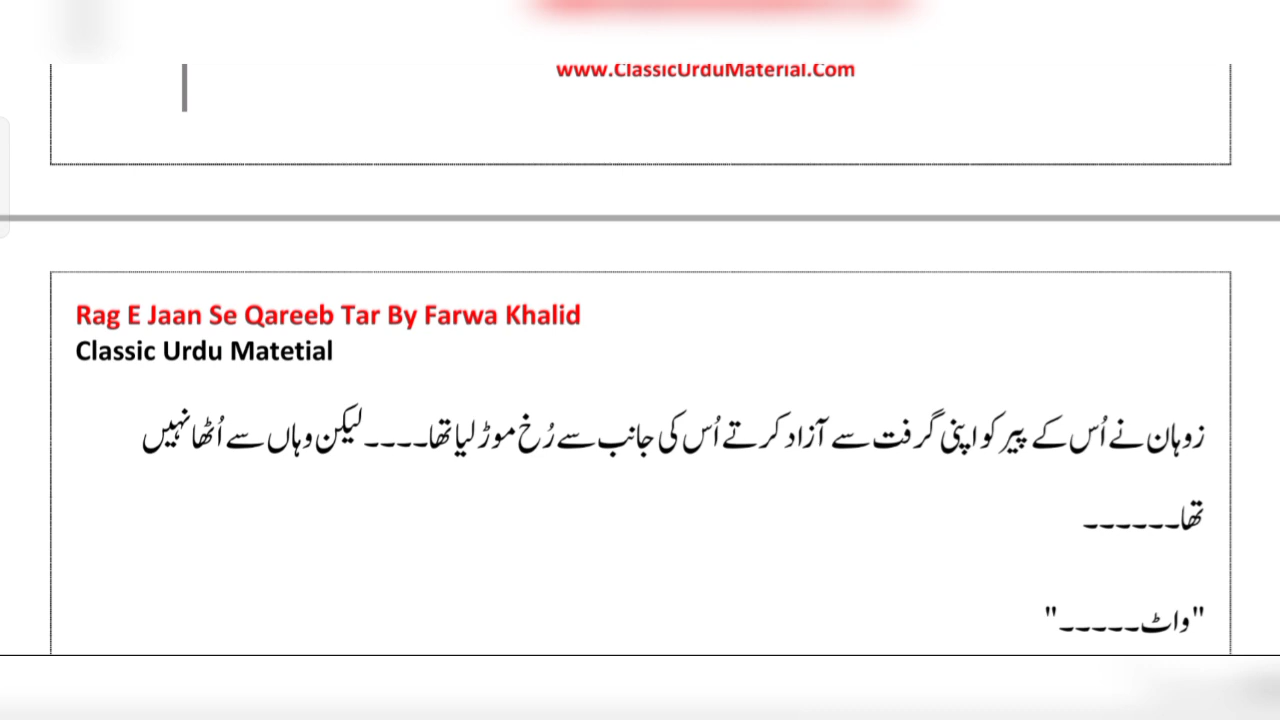 www.ClassicUrduMaterial.Com
Rag E Jaan Se Qareeb Tar By Farwa Khalid
Classic Urdu Matetial
زوہان نے اُس کے پیر کو اپنی گرفت سے آزاد کرتے اُس کی جانب سے رُخ موڑ لیا تھا۔۔۔۔ لیکن وہاں سے اُٹھا نہیں
تھا۔۔۔۔۔۔
"واٹ۔۔۔۔۔"